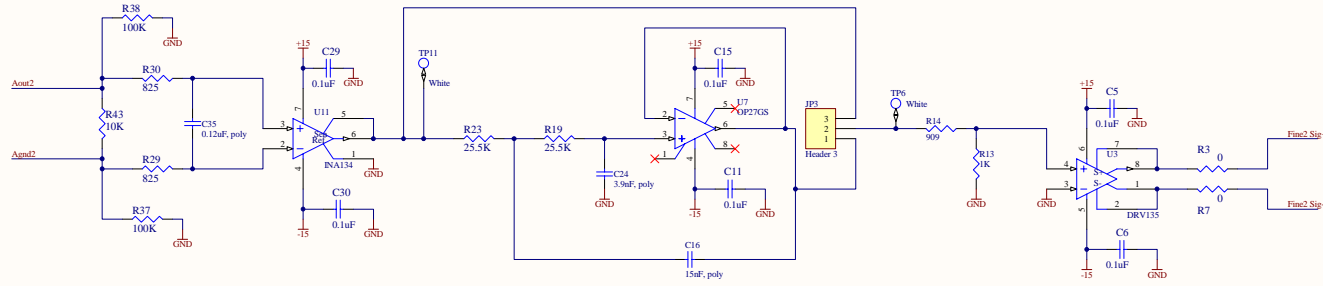 R38
100K
GND
Aout2
R30
825
R43
10K
C35
0.12uF, poly
Agnd2
R29
825
R37
100K
GND
+15
C29
0.1uF
GND
7
U11
3
+
2
-
5
Sen
6
Ref
1
INA134
GND
4
C30
0.1uF
GND
-15
TP11
White
R23
25.5K
R19
25.5K
C24
3.9nF, poly
GND
+15
C15
0.1uF
GND
7
U7
OP27GS
5
2
-
6
3
+
8
1
4
C11
0.1uF
GND
-15
C16
15nF, poly
JP3
3
2
1
Header 3
TP6
White
R14
909
R13
1K
GND
+15
C5
0.1uF
GND
6
7
U3
4
+
S+
8
3
-
S-
1
GND
2
DRV135
5
C6
0.1uF
GND
-15
R3
0
R7
0
Fine2 Sig+
Fine2 Sig-